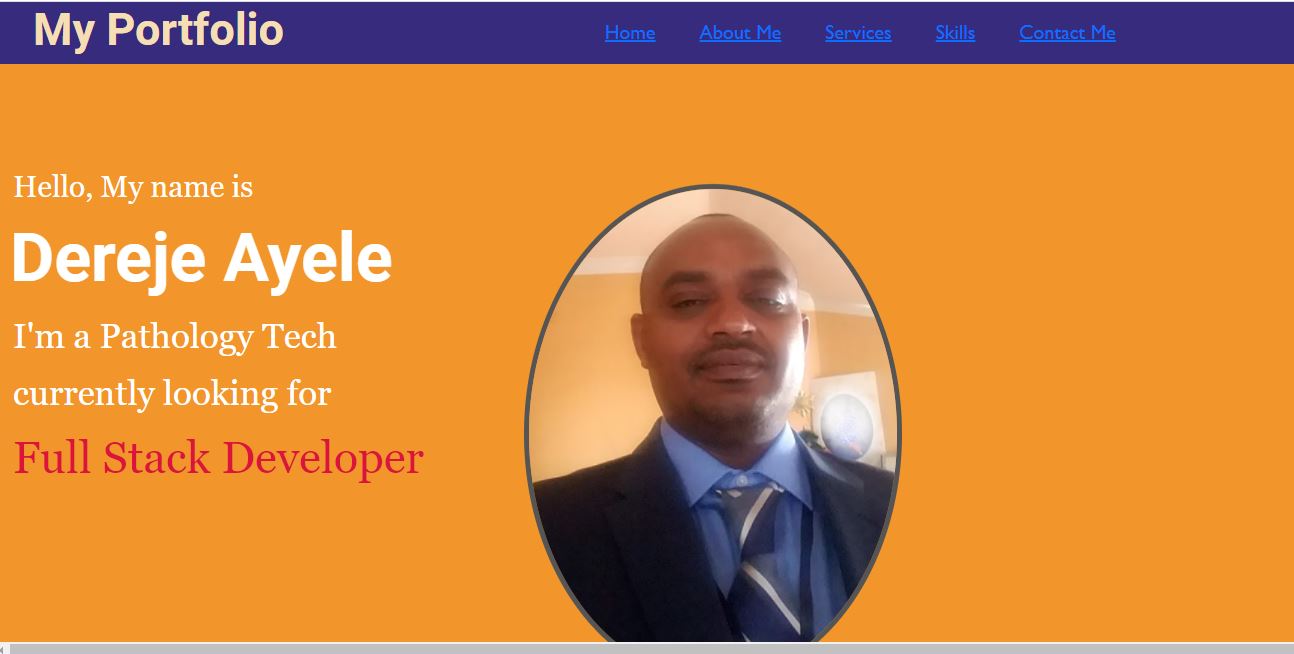 My Portfolio
Home About Me Services Skills Contact Me
Hello, My name is
Dereje Ayele
I'm a Pathology Tech
currently looking for
Full Stack Developer